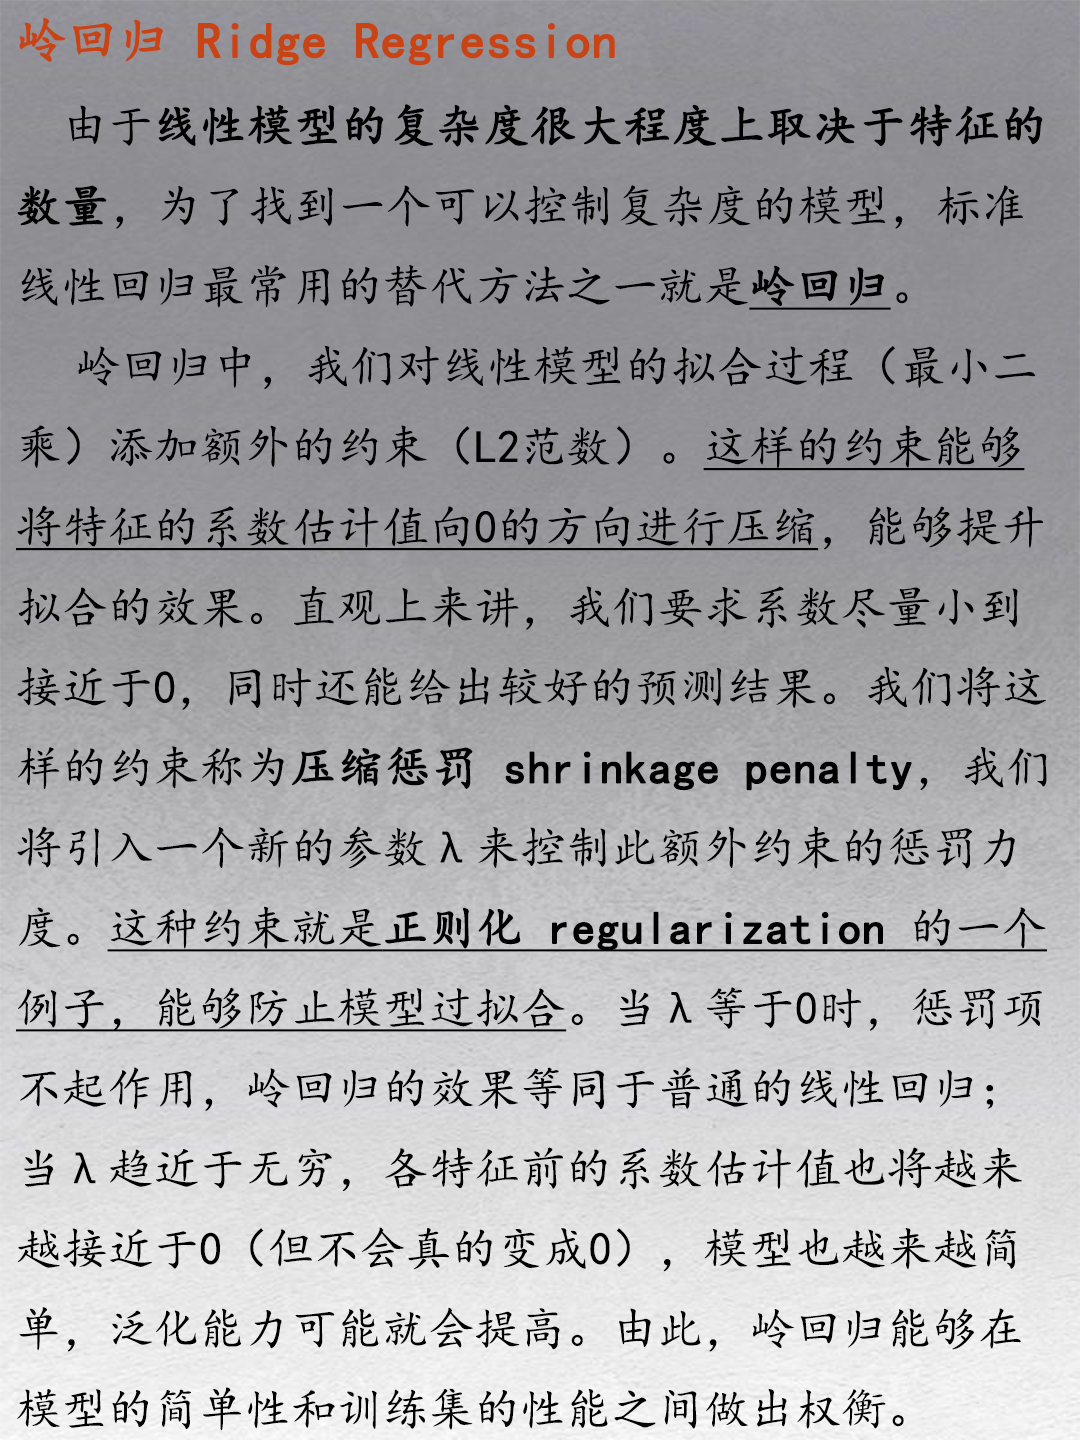 岭回归 Ridge Regression
由于线性模型的复杂度很大程度上取决于特征的
数量，为了找到一个可以控制复杂度的模型，标准
线性回归最常用的替代方法之一就是岭回归。
岭回归中，我们对线性模型的拟合过程（最小二
乘）添加额外的约束（L2范数）。这样的约束能够
将特征的系数估计值向0的方向进行压缩，能够提升
拟合的效果。直观上来讲，我们要求系数尽量小到
接近于0，同时还能给出较好的预测结果。我们将这
样的约束称为压缩惩罚 shrinkage penalty，我们
将引入一个新的参数λ来控制此额外约束的惩罚力
度。这种约束就是正则化 regularization 的一个
例子，能够防止模型过拟合。当λ等于0时，惩罚项
不起作用，岭回归的效果等同于普通的线性回归；
当λ趋近于无穷，各特征前的系数估计值也将越来
越接近于0（但不会真的变成0），模型也越来越简
单，泛化能力可能就会提高。由此，岭回归能够在
模型的简单性和训练集的性能之间做出权衡。